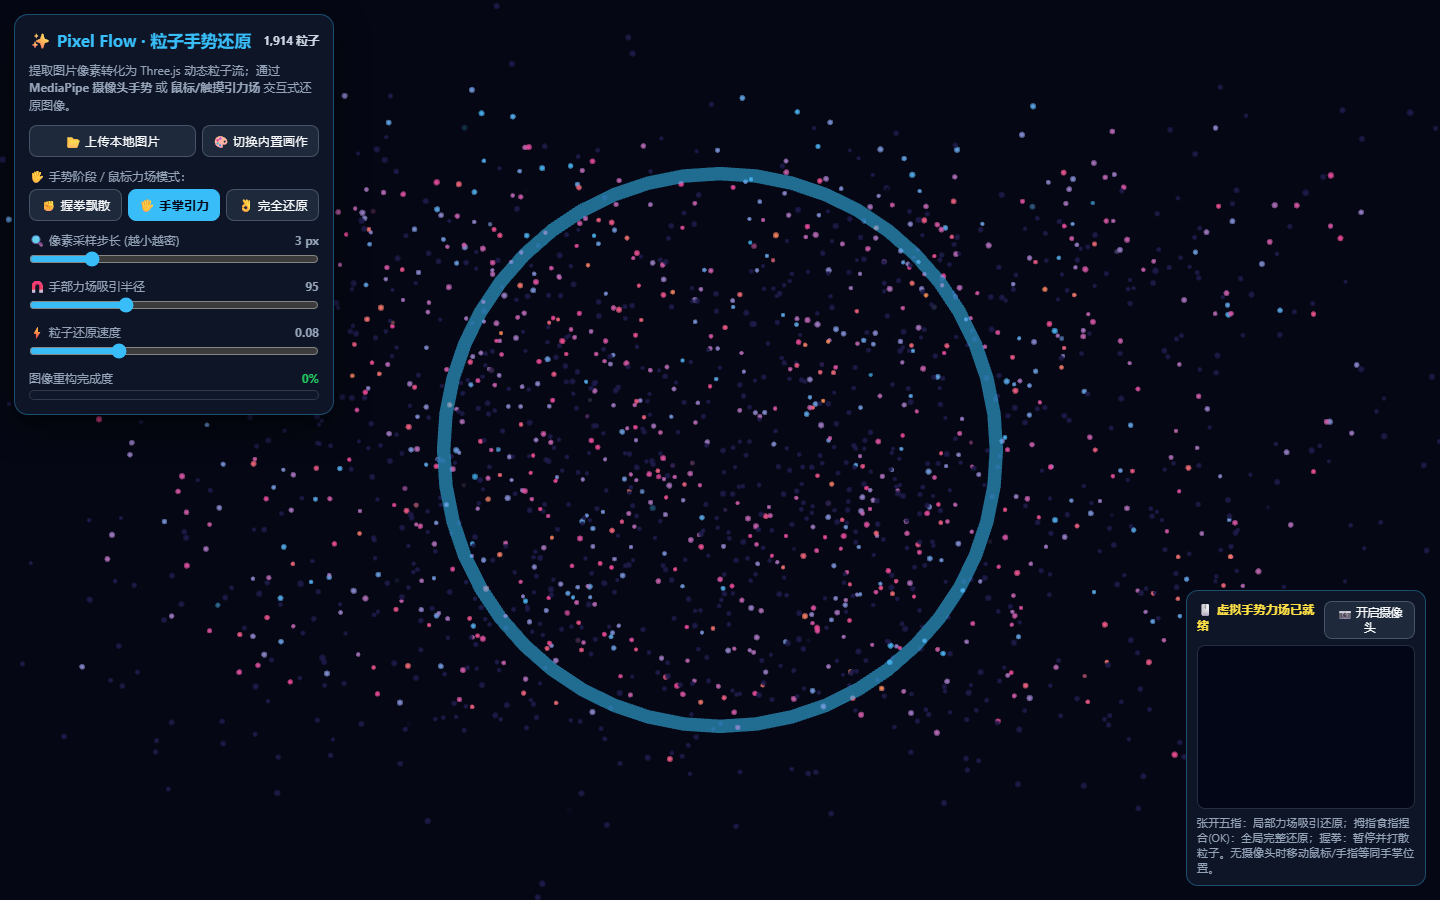 ✨ Pixel Flow · 粒子手势还原 1,914 粒子
提取图片像素转化为 Three.js 动态粒子流；通过
MediaPipe 摄像头手势 或 鼠标/触摸引力场 交互式还
原图像。
📂 上传本地图片 🎨 切换内置画作
🖐 手势阶段 / 鼠标力场模式：
✊ 握拳飘散 🖐 手掌引力 👌 完全还原
🔍 像素采样步长 (越小越密) 3 px
🧲 手部力场吸引半径 95
⚡ 粒子还原速度 0.08
图像重构完成度 0%
🖱 虚拟手势力场已就
绪
📼 开启摄像
头
张开五指：局部力场吸引还原；拇指食指捏
合(OK)：全局完整还原；握拳：暂停并打散
粒子。无摄像头时移动鼠标/手指等同手掌位
置。